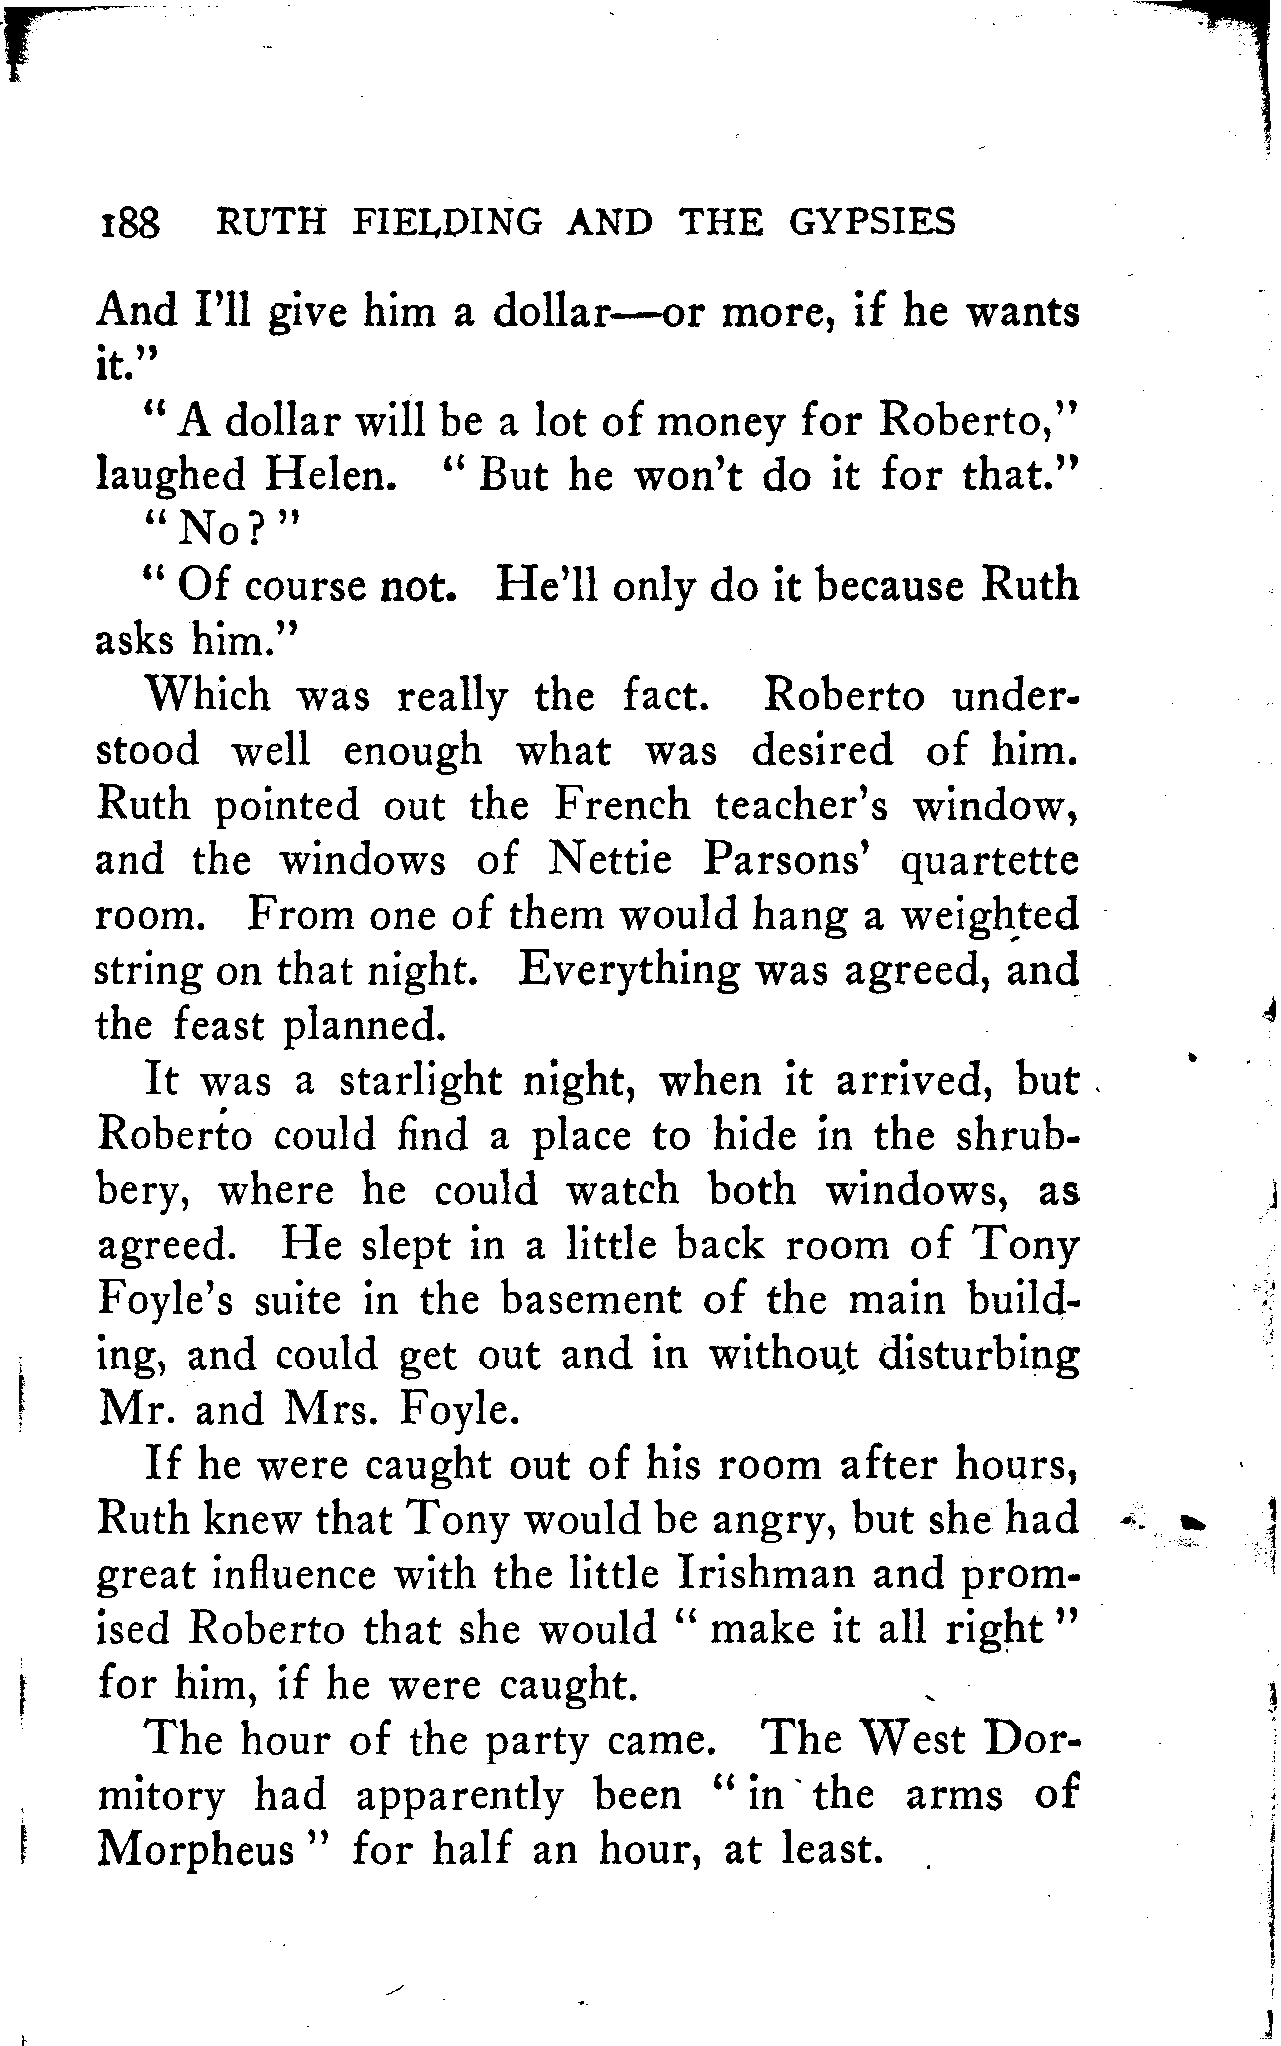 188 RUTH FIELDING AND THE GYPSIES
And I'll give him a dollar—or more, if he wants
it."
" A dollar will be a lot of money for Roberto,"
laughed Helen. " But he won't do it for that."
" No? "
" Of course not. He'll only do it because Ruth
asks him."
Which was really the fact. Roberto under-
stood well enough what was desired of him.
Ruth pointed out the French teacher's window,
and the windows of Nettie Parsons' quartette
room. From one of them would hang a weighted
string on that night. Everything was agreed, and
the feast planned.
It was a starlight night, when it arrived, but
Roberto could find a place to hide in the shrub-
bery, where he could watch both windows, as
agreed. He slept in a little back room of Tony
Foyle's suite in the basement of the main build-
ing, and could get out and in without disturbing
Mr. and Mrs. Foyle.
If he were caught out of his room after hours,
Ruth knew that Tony would be angry, but she had
great influence with the little Irishman and prom-
ised Roberto that she would " make it all right "
for him, if he were caught.
The hour of the party came. The West Dor-
mitory had apparently been " in the arms of
Morpheus " for half an hour, at least.